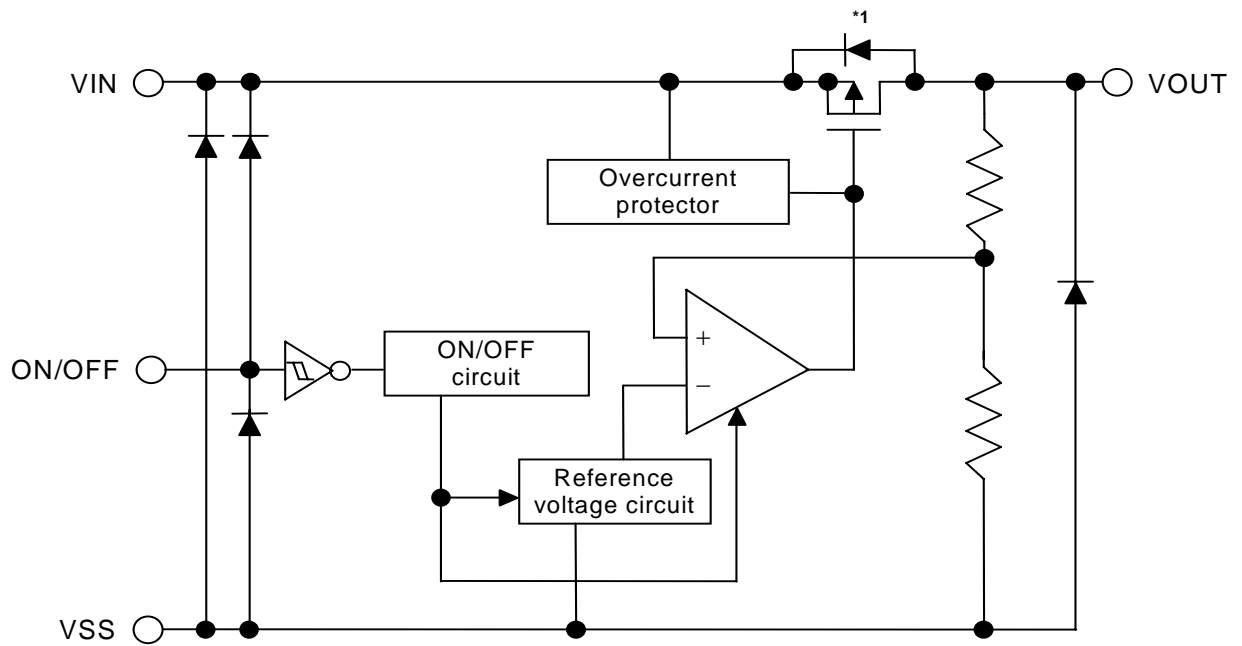 *1
VIN
VOUT
Overcurrent
protector
+
−
ON/OFF
ON/OFF
circuit
Reference
voltage circuit
VSS